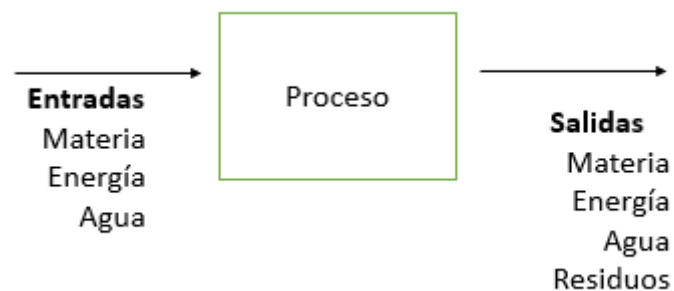 Entradas
Materia
Energía
Agua
Proceso
Salidas
Materia
Energía
Agua
Residuos